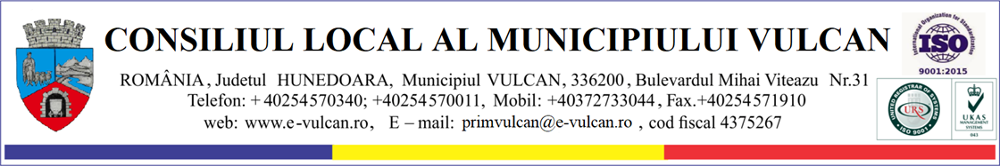 CONSILIUL LOCAL AL MUNICIPIULUI VULCAN
ROMÂNIA, Judetul HUNEDOARA, Municipiul VULCAN, 336200, Bulevardul Mihai Viteazu Nr.31
Telefon: +40254570340; +40254570011, Mobil: +40372733044, Fax.+40254571910
web: www.e-vulcan.ro, E – mail: primvulcan@e-vulcan.ro , cod fiscal 4375267
International Organization for Standardization
ISO
9001:2015
UNITED REGISTRAR OF SYSTEMS
URS
ISO 9001
UKAS
MANAGEMENT
SYSTEMS
043